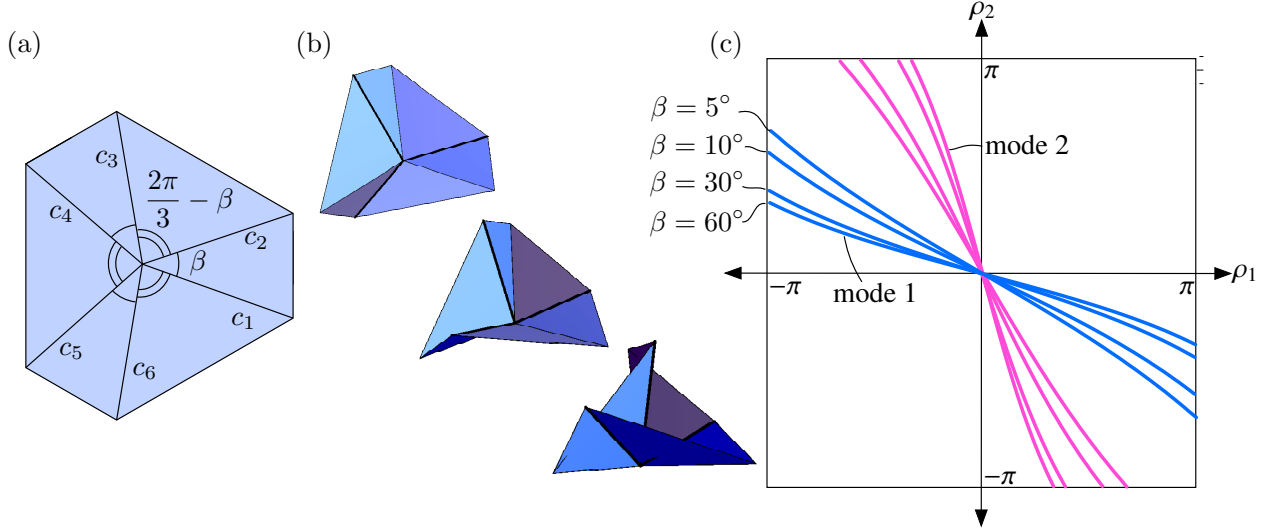 (a)
c₃
2π/3 − β
c₄
c₂
β
c₁
c₅
c₆
(b)
(c)
ρ₂
π
β = 5°
β = 10°
β = 30°
β = 60°
mode 2
−π
mode 1
π
ρ₁
−π